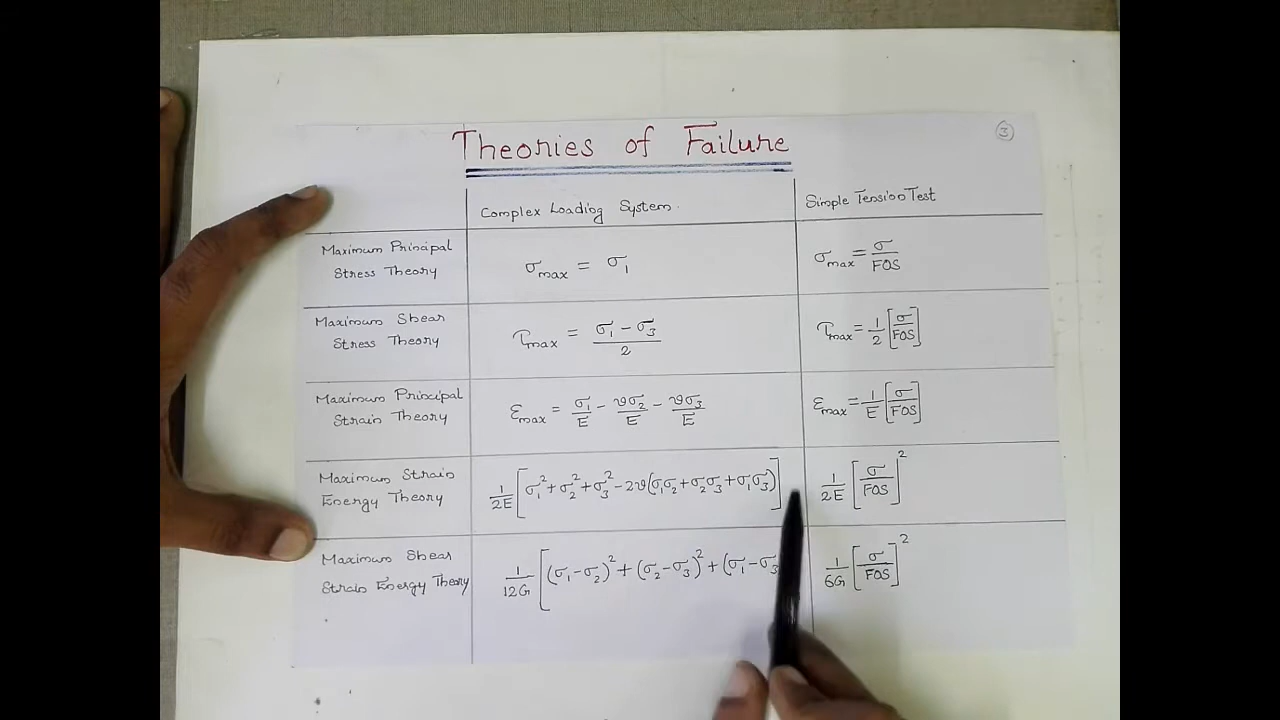 Theories of Failure
3
Complex Loading System.
Simple Tension Test
Maximum Principal
Stress Theory
σmax = σ1
σmax = σ/FOS
Maximum Shear
Stress Theory
τmax = (σ1 - σ3)/2
τmax = 1/2 [σ/FOS]
Maximum Principal
Strain Theory
εmax = σ1/E - ϑσ2/E - ϑσ3/E
εmax = 1/E [σ/FOS]
Maximum Strain
Energy Theory
1/2E [σ1² + σ2² + σ3² - 2ϑ(σ1σ2 + σ2σ3 + σ1σ3)]
1/2E [σ/FOS]²
Maximum Shear
Strain Energy Theory
1/12G [(σ1 - σ2)² + (σ2 - σ3)² + (σ1 - σ3
1/6G [σ/FOS]²